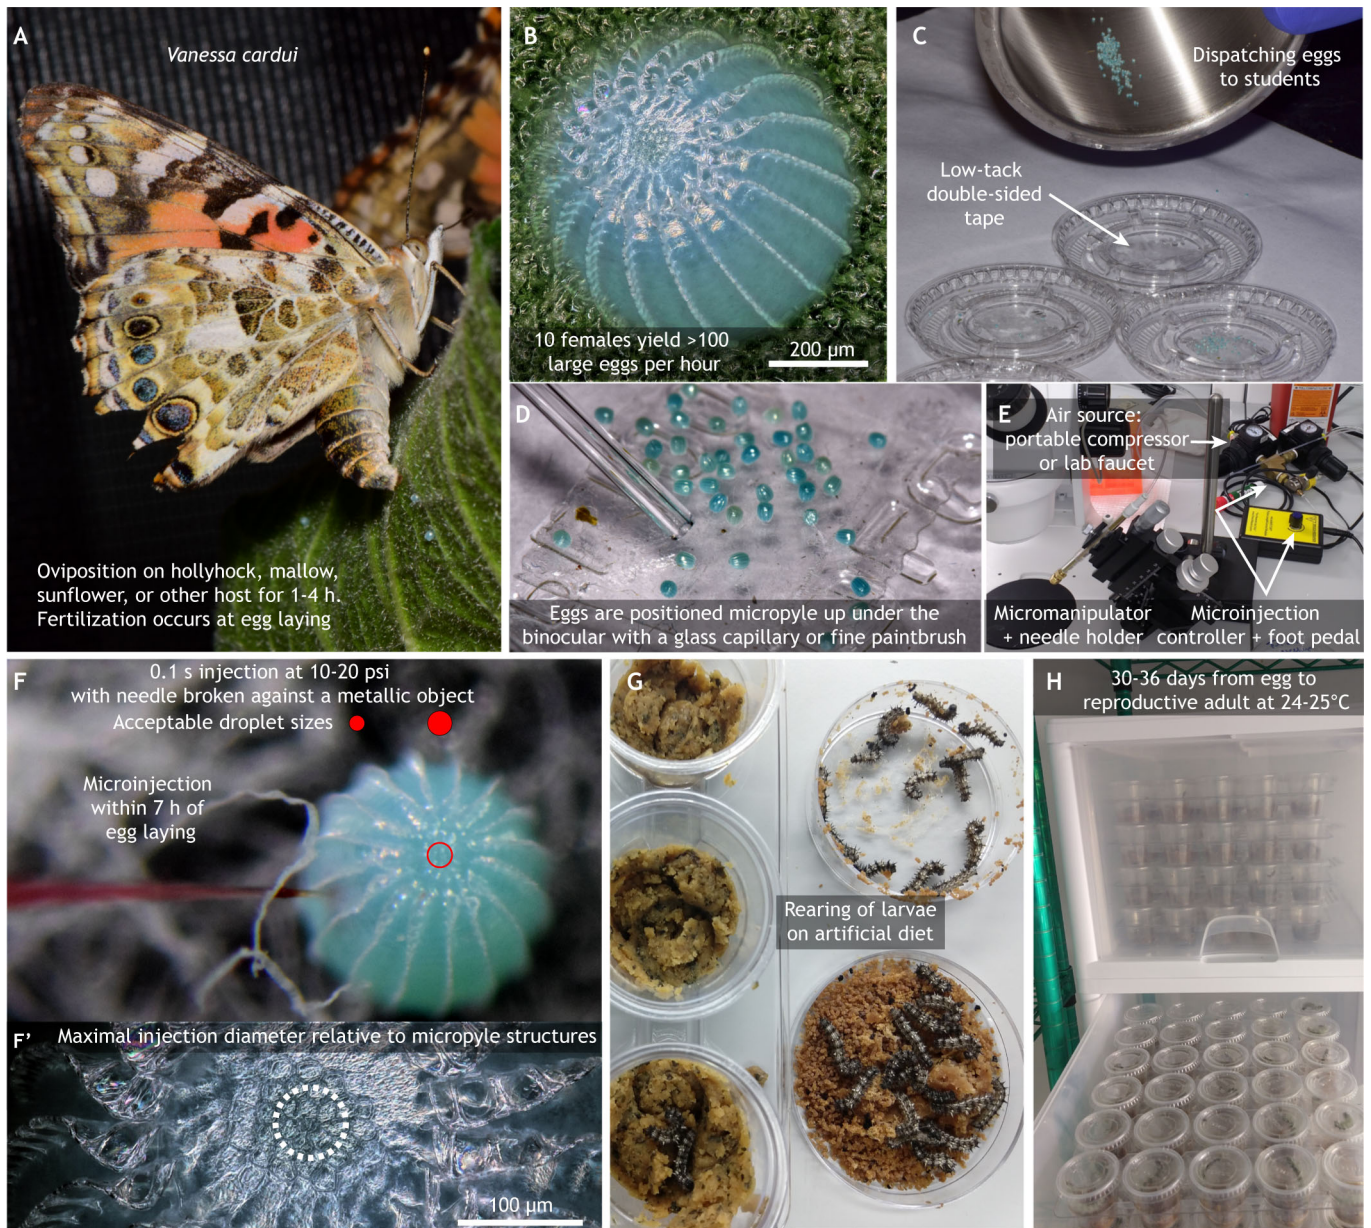 A
Vanessa cardui
Oviposition on hollyhock, mallow,
sunflower, or other host for 1-4 h.
Fertilization occurs at egg laying
B
10 females yield >100
large eggs per hour
200 µm
C
Dispatching eggs
to students
Low-tack
double-sided
tape
D
Eggs are positioned micropyle up under the
binocular with a glass capillary or fine paintbrush
E
Air source:
portable compressor
or lab faucet
Micromanipulator
+ needle holder
Microinjection
controller + foot pedal
F
0.1 s injection at 10-20 psi
with needle broken against a metallic object
Acceptable droplet sizes
Microinjection
within 7 h of
egg laying
F’
Maximal injection diameter relative to micropyle structures
100 µm
G
Rearing of larvae
on artificial diet
H
30-36 days from egg to
reproductive adult at 24-25°C